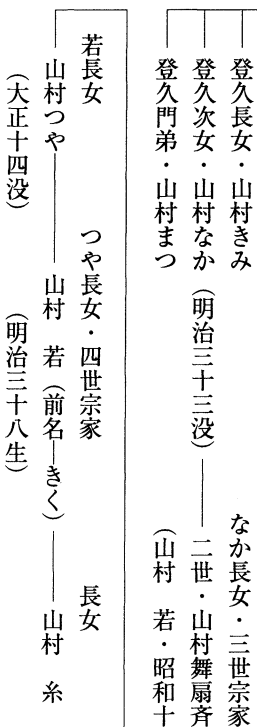 登久長女・山村きみ
なか長女・三世宗家
登久次女・山村なか（明治三十三没）――二世・山村舞扇斉
登久門弟・山村まつ
（山村 若・昭和十
若長女
つや長女・四世宗家
長女
山村つや――山村 若（前名―きく）――山村 糸
（大正十四没）
（明治三十八生）